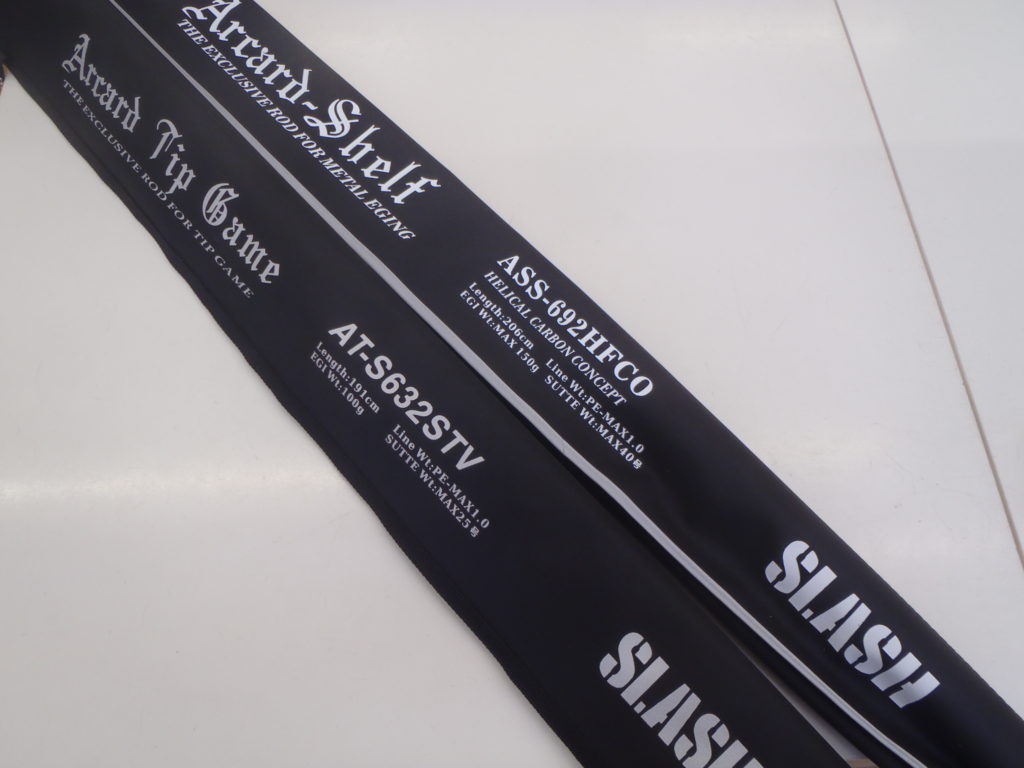 Arcard-Shelf
THE EXCLUSIVE ROD FOR METAL EGING
ASS-692HFCO
HELICAL CARBON CONCEPT
Length:206cm Line Wt:PE-MAX1.0
EGI Wt:MAX 150g SUTTE Wt:MAX40号
SLASH
Arcard Tip Game
THE EXCLUSIVE ROD FOR TIP GAME
AT-S632STV
Length:191cm Line Wt:PE-MAX1.0
EGI Wt:100g SUTTE Wt:MAX25号
SLASH